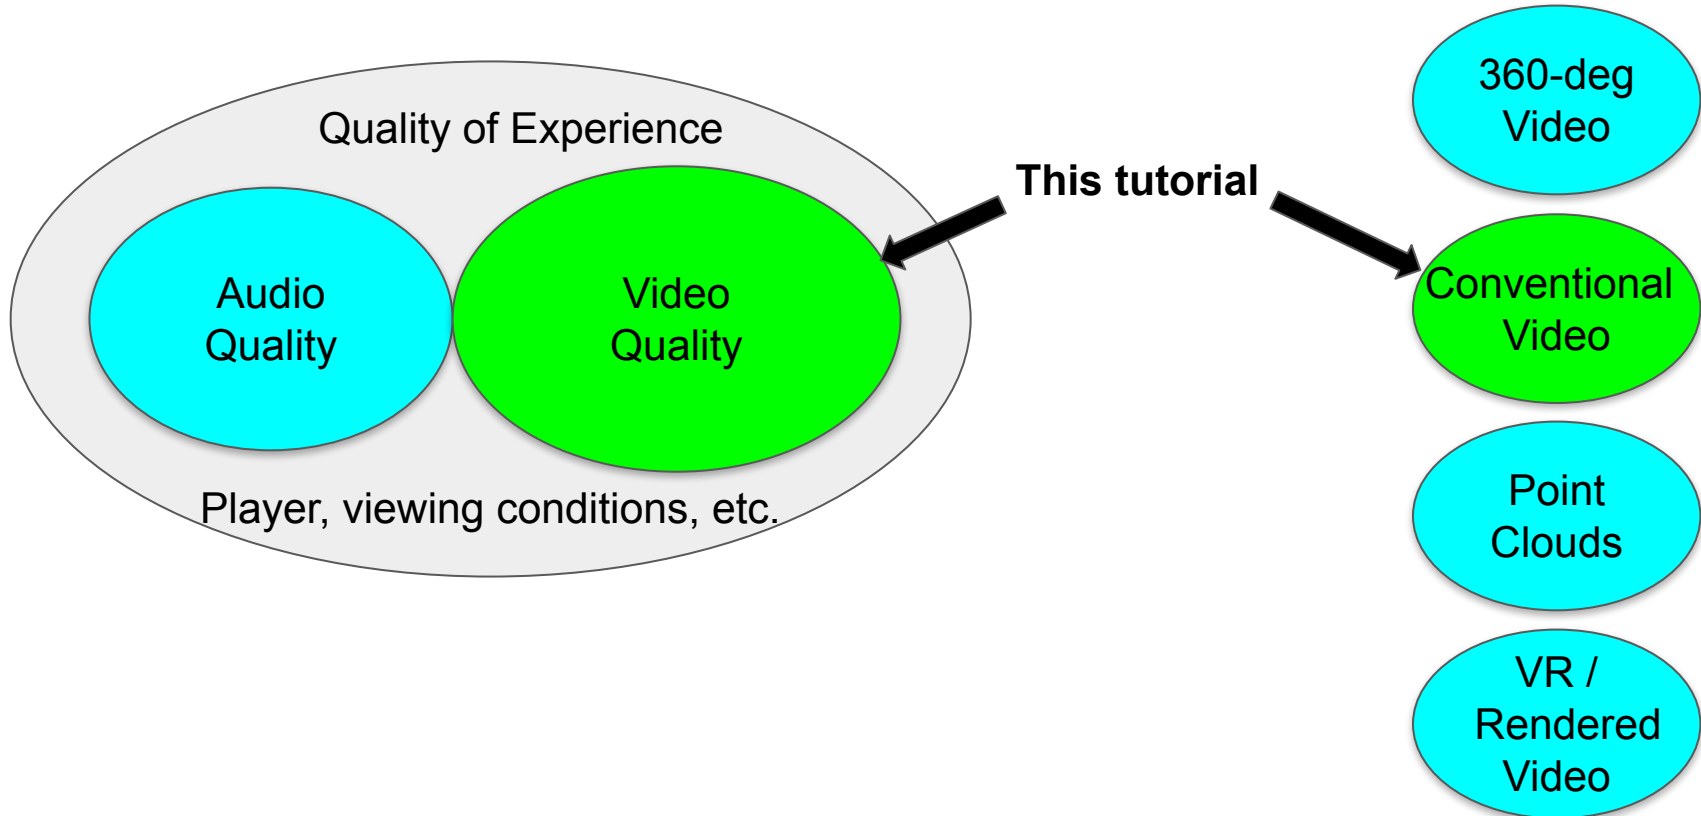 Quality of Experience
Audio
Quality
Video
Quality
Player, viewing conditions, etc.
This tutorial
360-deg
Video
Conventional
Video
Point
Clouds
VR /
Rendered
Video